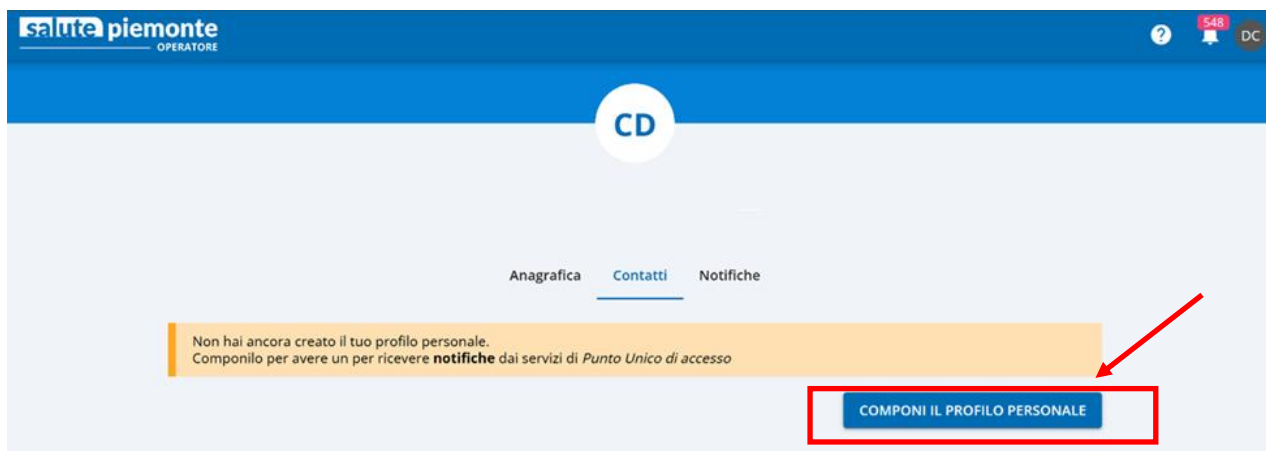 salute piemonte
OPERATORE
548
DC
CD
Anagrafica Contatti Notifiche
Non hai ancora creato il tuo profilo personale.
Componilo per avere un per ricevere notifiche dai servizi di Punto Unico di accesso
COMPONI IL PROFILO PERSONALE